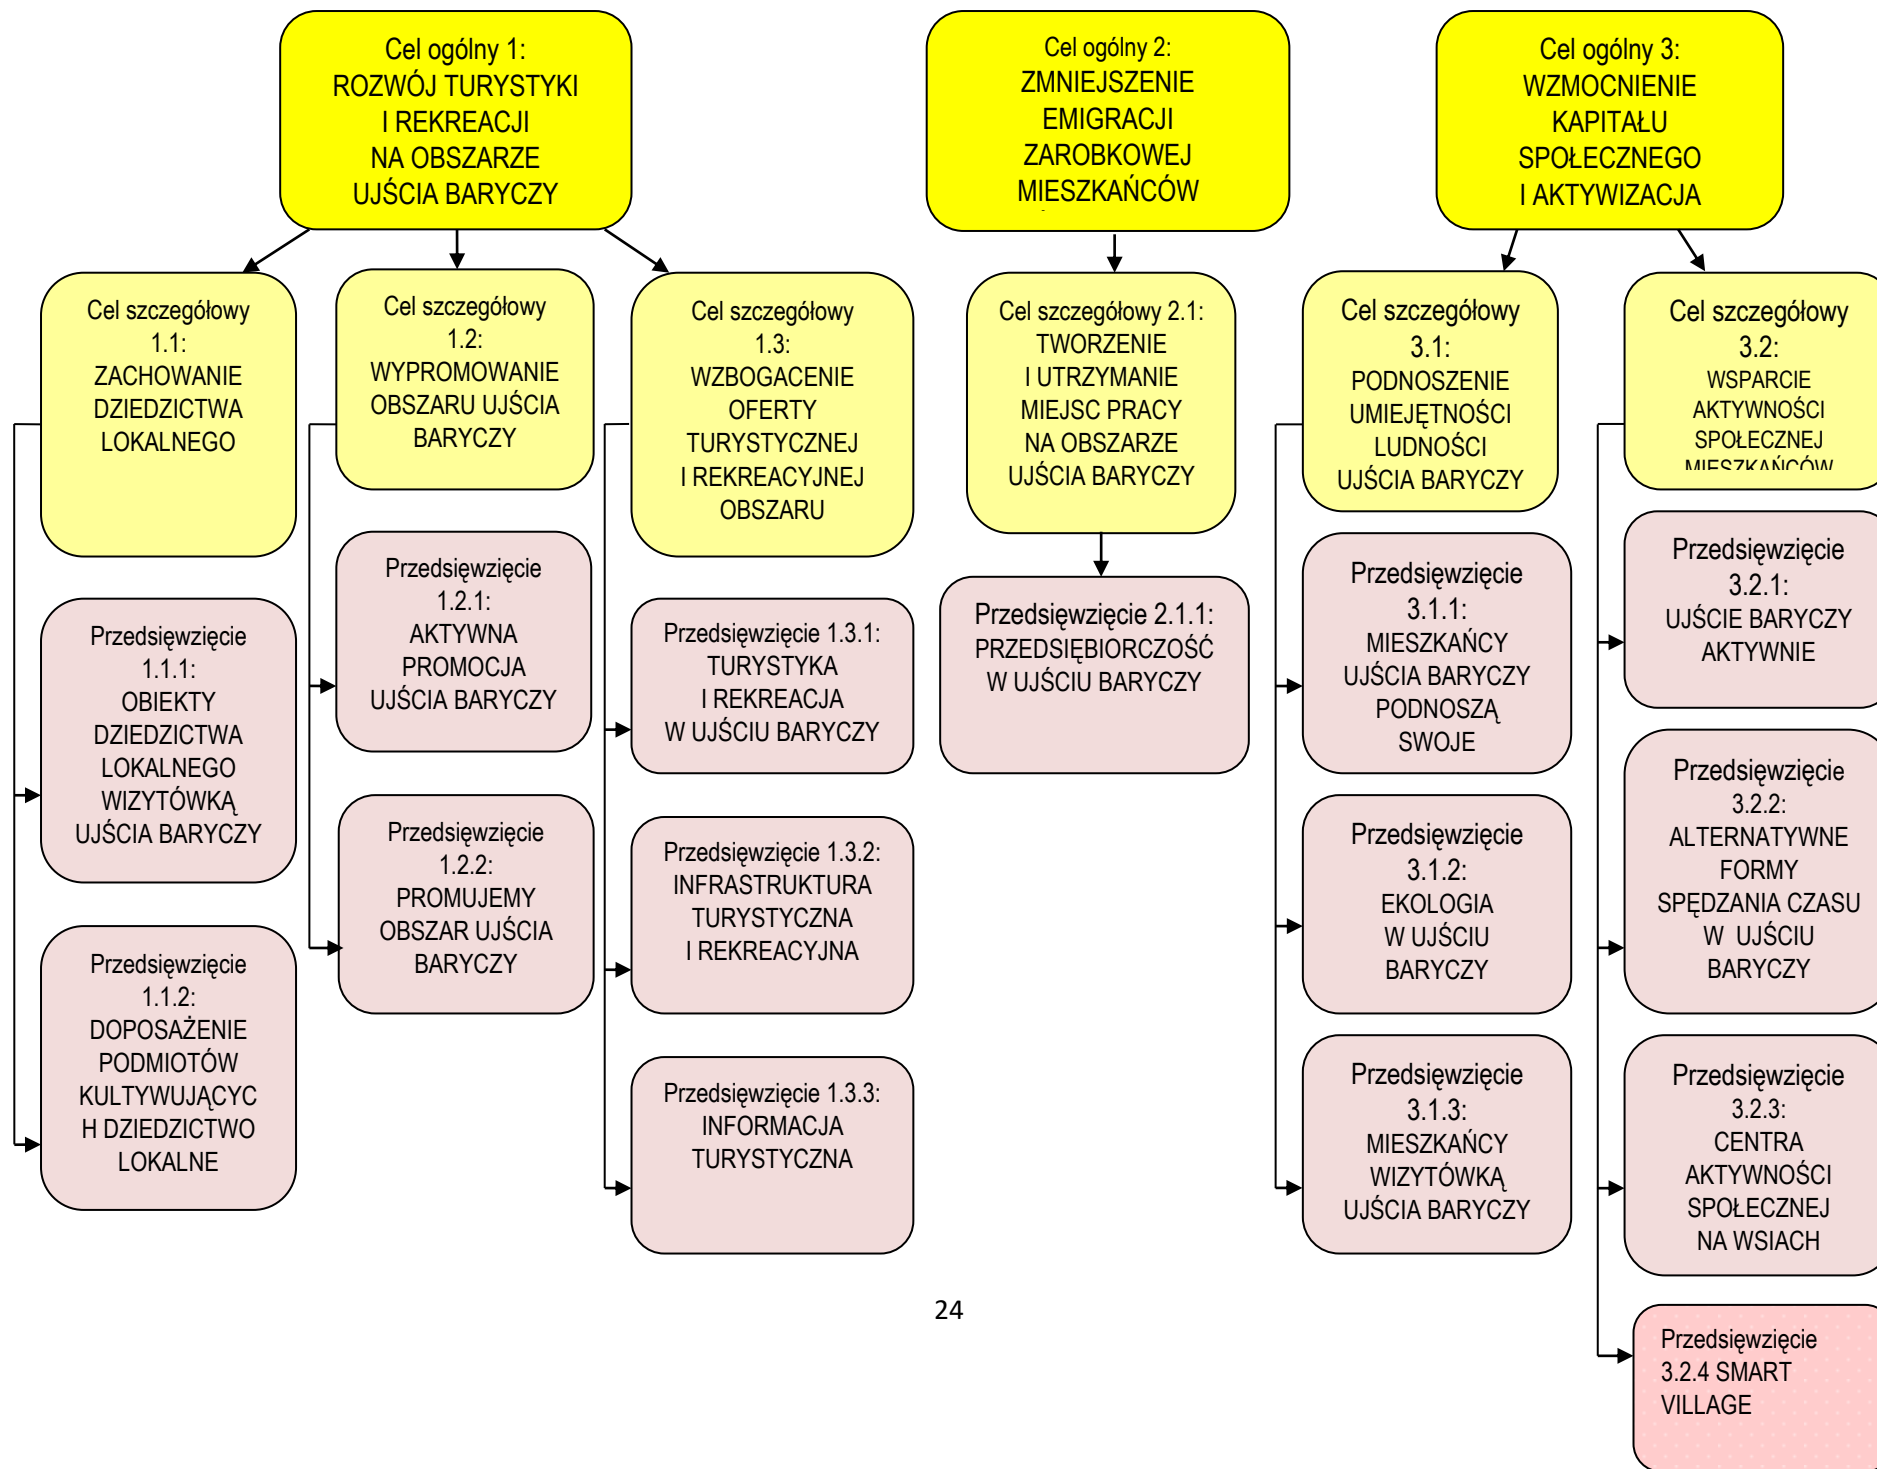 Cel ogólny 1:
ROZWÓJ TURYSTYKI
I REKREACJI
NA OBSZARZE
UJŚCIA BARYCZY
Cel ogólny 2:
ZMNIEJSZENIE
EMIGRACJI
ZAROBKOWEJ
MIESZKAŃCÓW
Cel ogólny 3:
WZMOCNIENIE
KAPITAŁU
SPOŁECZNEGO
I AKTYWIZACJA
Cel szczegółowy
1.1:
ZACHOWANIE
DZIEDZICTWA
LOKALNEGO
Cel szczegółowy
1.2:
WYPROMOWANIE
OBSZARU UJŚCIA
BARYCZY
Cel szczegółowy
1.3:
WZBOGACENIE
OFERTY
TURYSTYCZNEJ
I REKREACYJNEJ
OBSZARU
Cel szczegółowy 2.1:
TWORZENIE
I UTRZYMANIE
MIEJSC PRACY
NA OBSZARZE
UJŚCIA BARYCZY
Cel szczegółowy
3.1:
PODNOSZENIE
UMIEJĘTNOŚCI
LUDNOŚCI
UJŚCIA BARYCZY
Cel szczegółowy
3.2:
WSPARCIE
AKTYWNOŚCI
SPOŁECZNEJ
MIESZKAŃCÓW
Przedsięwzięcie
1.1.1:
OBIEKTY
DZIEDZICTWA
LOKALNEGO
WIZYTÓWKĄ
UJŚCIA BARYCZY
Przedsięwzięcie
1.1.2:
DOPOSAŻENIE
PODMIOTÓW
KULTYWUJĄCYC
H DZIEDZICTWO
LOKALNE
Przedsięwzięcie
1.2.1:
AKTYWNA
PROMOCJA
UJŚCIA BARYCZY
Przedsięwzięcie
1.2.2:
PROMUJEMY
OBSZAR UJŚCIA
BARYCZY
Przedsięwzięcie 1.3.1:
TURYSTYKA
I REKREACJA
W UJŚCIU BARYCZY
Przedsięwzięcie 1.3.2:
INFRASTRUKTURA
TURYSTYCZNA
I REKREACYJNA
Przedsięwzięcie 1.3.3:
INFORMACJA
TURYSTYCZNA
Przedsięwzięcie 2.1.1:
PRZEDSIĘBIORCZOŚĆ
W UJŚCIU BARYCZY
Przedsięwzięcie
3.1.1:
MIESZKAŃCY
UJŚCIA BARYCZY
PODNOSZĄ
SWOJE
Przedsięwzięcie
3.1.2:
EKOLOGIA
W UJŚCIU
BARYCZY
Przedsięwzięcie
3.1.3:
MIESZKAŃCY
WIZYTÓWKĄ
UJŚCIA BARYCZY
Przedsięwzięcie
3.2.1:
UJŚCIE BARYCZY
AKTYWNIE
Przedsięwzięcie
3.2.2:
ALTERNATYWNE
FORMY
SPĘDZANIA CZASU
W UJŚCIU
BARYCZY
Przedsięwzięcie
3.2.3:
CENTRA
AKTYWNOŚCI
SPOŁECZNEJ
NA WSIACH
Przedsięwzięcie
3.2.4 SMART
VILLAGE
24